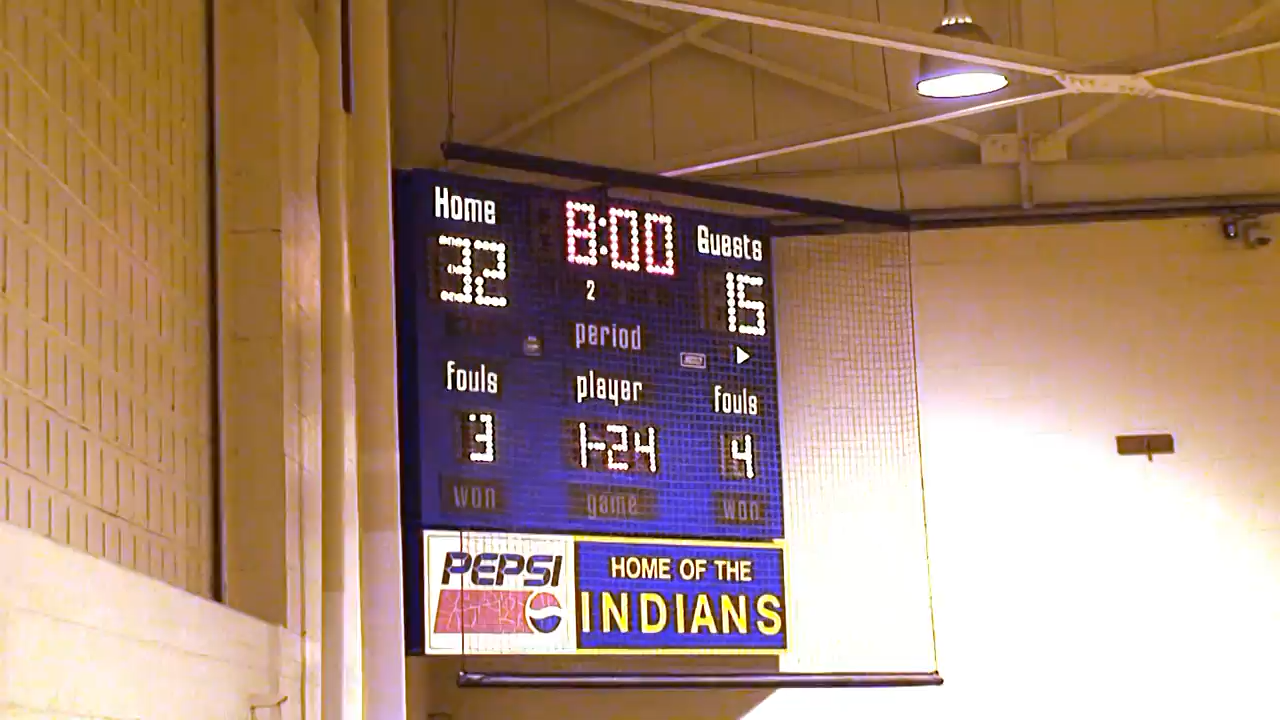 Home
8:00
Guests
32
15
2
period
fouls
player
fouls
3
1-24
4
won
game
won
PEPSI
HOME OF THE
INDIANS